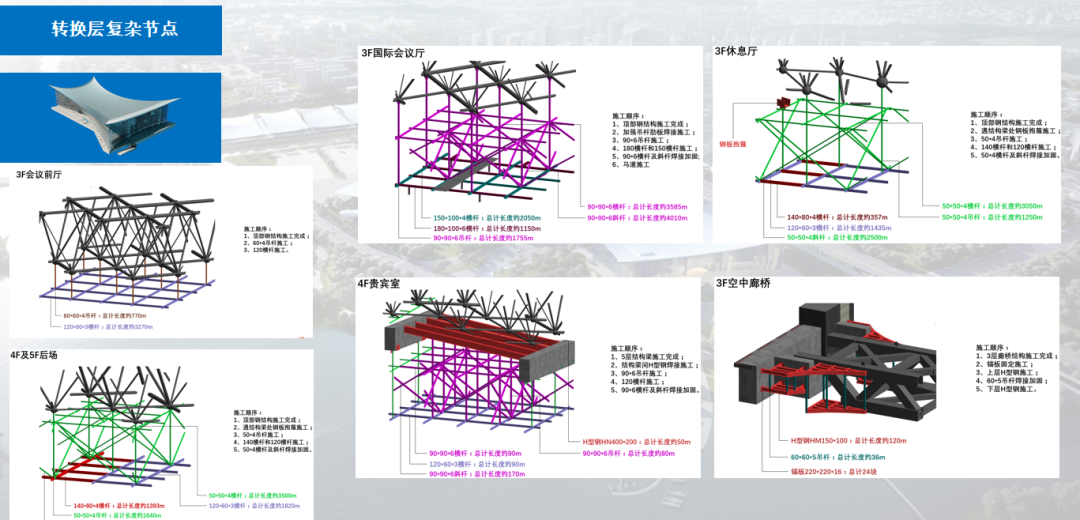 转换层复杂节点
3F会议前厅
施工顺序：
1、顶部钢结构施工完成；
2、60*4吊杆施工；
3、120横杆施工。
60*60*4吊杆：总计长度约770m
120*60*3横杆：总计长度约3270m
4F及5F后场
施工顺序：
1、顶部钢结构施工完成；
2、遇结构梁处钢板抱箍施工；
3、50*4吊杆施工；
4、140横杆和120横杆施工；
5、50*4横杆及斜杆焊接加固。
50*50*4横杆：总计长度约3560m
140*80*4横杆：总计长度约1393m
120*60*3横杆：总计长度约1820m
50*50*4吊杆：总计长度约1640m
3F国际会议厅
施工顺序：
1、顶部钢结构施工完成；
2、加强吊杆肋板焊接施工；
3、90*6吊杆施工；
4、180横杆和150横杆施工；
5、90*6横杆及斜杆焊接加固;
6、马道施工
90*90*6横杆：总计长度约3585m
150*100*4横杆：总计长度约2050m
90*90*6斜杆：总计长度约4010m
180*100*6横杆：总计长度约1150m
90*90*6吊杆：总计长度约1755m
3F休息厅
钢板抱箍
施工顺序：
1、顶部钢结构施工完成；
2、遇结构梁处钢板抱箍施工；
3、50*4吊杆施工；
4、140横杆和120横杆施工；
5、50*4横杆及斜杆焊接加固。
50*50*4横杆：总计长度约3050m
140*80*4横杆：总计长度约357m
50*50*4吊杆：总计长度约1250m
120*60*3横杆：总计长度约1435m
50*50*4斜杆：总计长度约2500m
4F贵宾室
施工顺序：
1、5层结构梁施工完成；
2、结构梁间H型钢焊接施工；
3、90*6吊杆施工；
4、120横杆施工；
5、90*6横杆及斜杆焊接加固。
H型钢HN400*200：总计长度约50m
90*90*6横杆：总计长度约90m
90*90*6吊杆：总计长度约80m
120*60*3横杆：总计长度约90m
90*90*6斜杆：总计长度约170m
3F空中廊桥
施工顺序：
1、3层廊桥结构施工完成；
2、锚板固定施工；
3、上层H型钢施工；
4、60*5吊杆焊接加固；
5、下层H型钢施工。
H型钢HM150*100：总计长度约120m
60*60*5吊杆：总计长度约36m
锚板220*220*16：总计24块